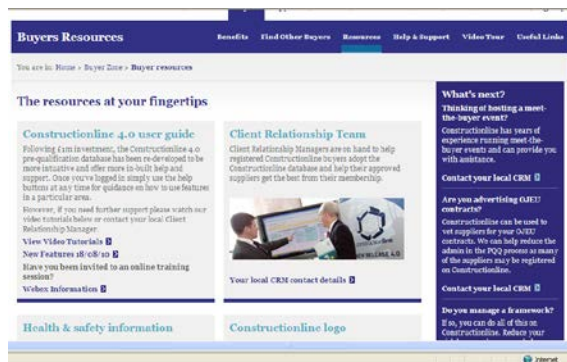 Buyers Resources
Benefits Find Other Buyers Resources Help & Support Video Tour Useful Links
You are in: Home > Buyer Zone > Buyer resources
The resources at your fingertips
Constructionline 4.0 user guide
Following £1m investment, the Constructionline 4.0
pre-qualification database has been re-developed to be
more intuitive and offer more in-built help and
support. Once you've logged in simply use the help
buttons at any time for guidance on how to use features
in a particular area.
However, if you need further support please watch our
video tutorials below or contact your local Client
Relationship Manager.
View Video Tutorials
New Features 18/08/10
Have you been invited to an online training
session?
Webex Information
Health & safety information
Client Relationship Team
Client Relationship Managers are on hand to help
registered Constructionline buyers adopt the
Constructionline database and help their approved
suppliers get the best from their membership.
RELEASE 4.0
Your local CRM contact details
Constructionline logo
What's next?
Thinking of hosting a meet-
the-buyer event?
Constructionline has years of
experience running meet-the-
buyer events and can provide you
with assistance.
Contact your local CRM
Are you advertising OJEU
contracts?
Constructionline can be used to
vet suppliers for your OJEU
contracts. We can help reduce the
admin in the PQQ process as many
of the suppliers may be registered
on Constructionline.
Contact your local CRM
Do you manage a framework?
If so, you can do all of this on
Constructionline. Reduce your
Internet